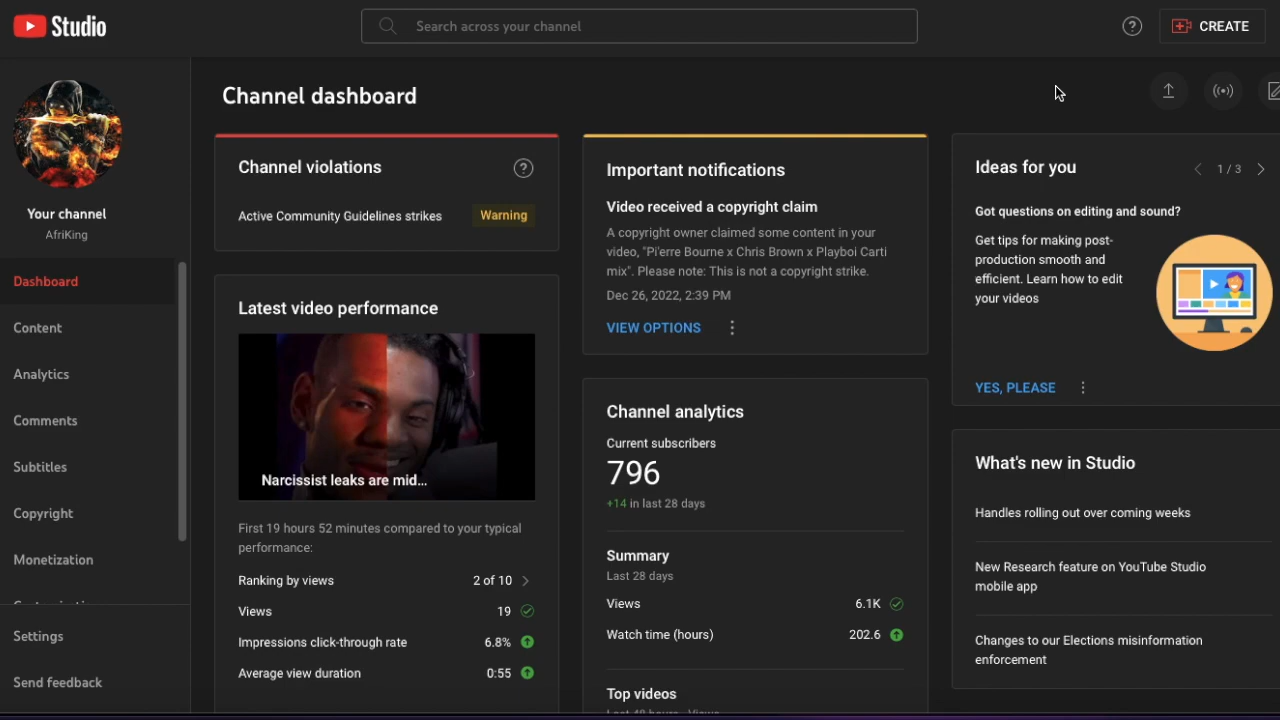 Studio
Search across your channel
CREATE
Your channel
AfriKing
Dashboard
Content
Analytics
Comments
Subtitles
Copyright
Monetization
Settings
Send feedback
Channel dashboard
Channel violations
Active Community Guidelines strikes Warning
Latest video performance
Narcissist leaks are mid...
First 19 hours 52 minutes compared to your typical
performance:
Ranking by views 2 of 10
Views 19
Impressions click-through rate 6.8%
Average view duration 0:55
Important notifications
Video received a copyright claim
A copyright owner claimed some content in your
video, "Pi'erre Bourne x Chris Brown x Playboi Carti
mix". Please note: This is not a copyright strike.
Dec 26, 2022, 2:39 PM
VIEW OPTIONS
Channel analytics
Current subscribers
796
+14 in last 28 days
Summary
Last 28 days
Views 6.1K
Watch time (hours) 202.6
Top videos
Last 48 hours · Views
Ideas for you 1 / 3
Got questions on editing and sound?
Get tips for making post-
production smooth and
efficient. Learn how to edit
your videos
YES, PLEASE
What's new in Studio
Handles rolling out over coming weeks
New Research feature on YouTube Studio
mobile app
Changes to our Elections misinformation
enforcement